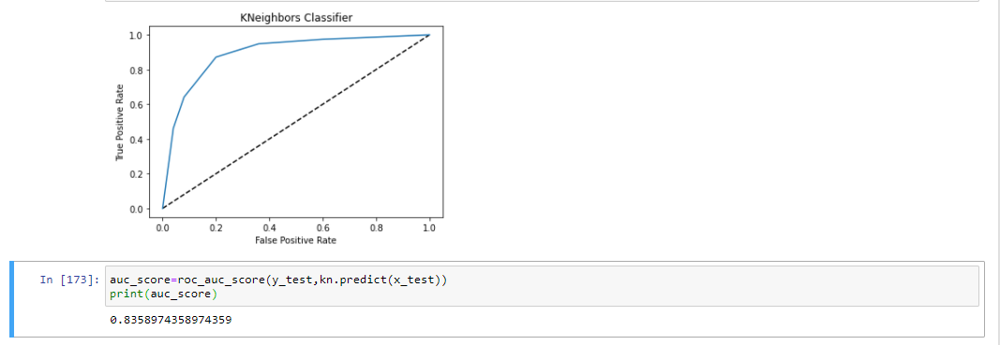 KNeighbors Classifier
1.0
0.8
0.6
0.4
0.2
0.0
True Positive Rate
0.0 0.2 0.4 0.6 0.8 1.0
False Positive Rate
In [173]: auc_score=roc_auc_score(y_test,kn.predict(x_test))
print(auc_score)
0.8358974358974359